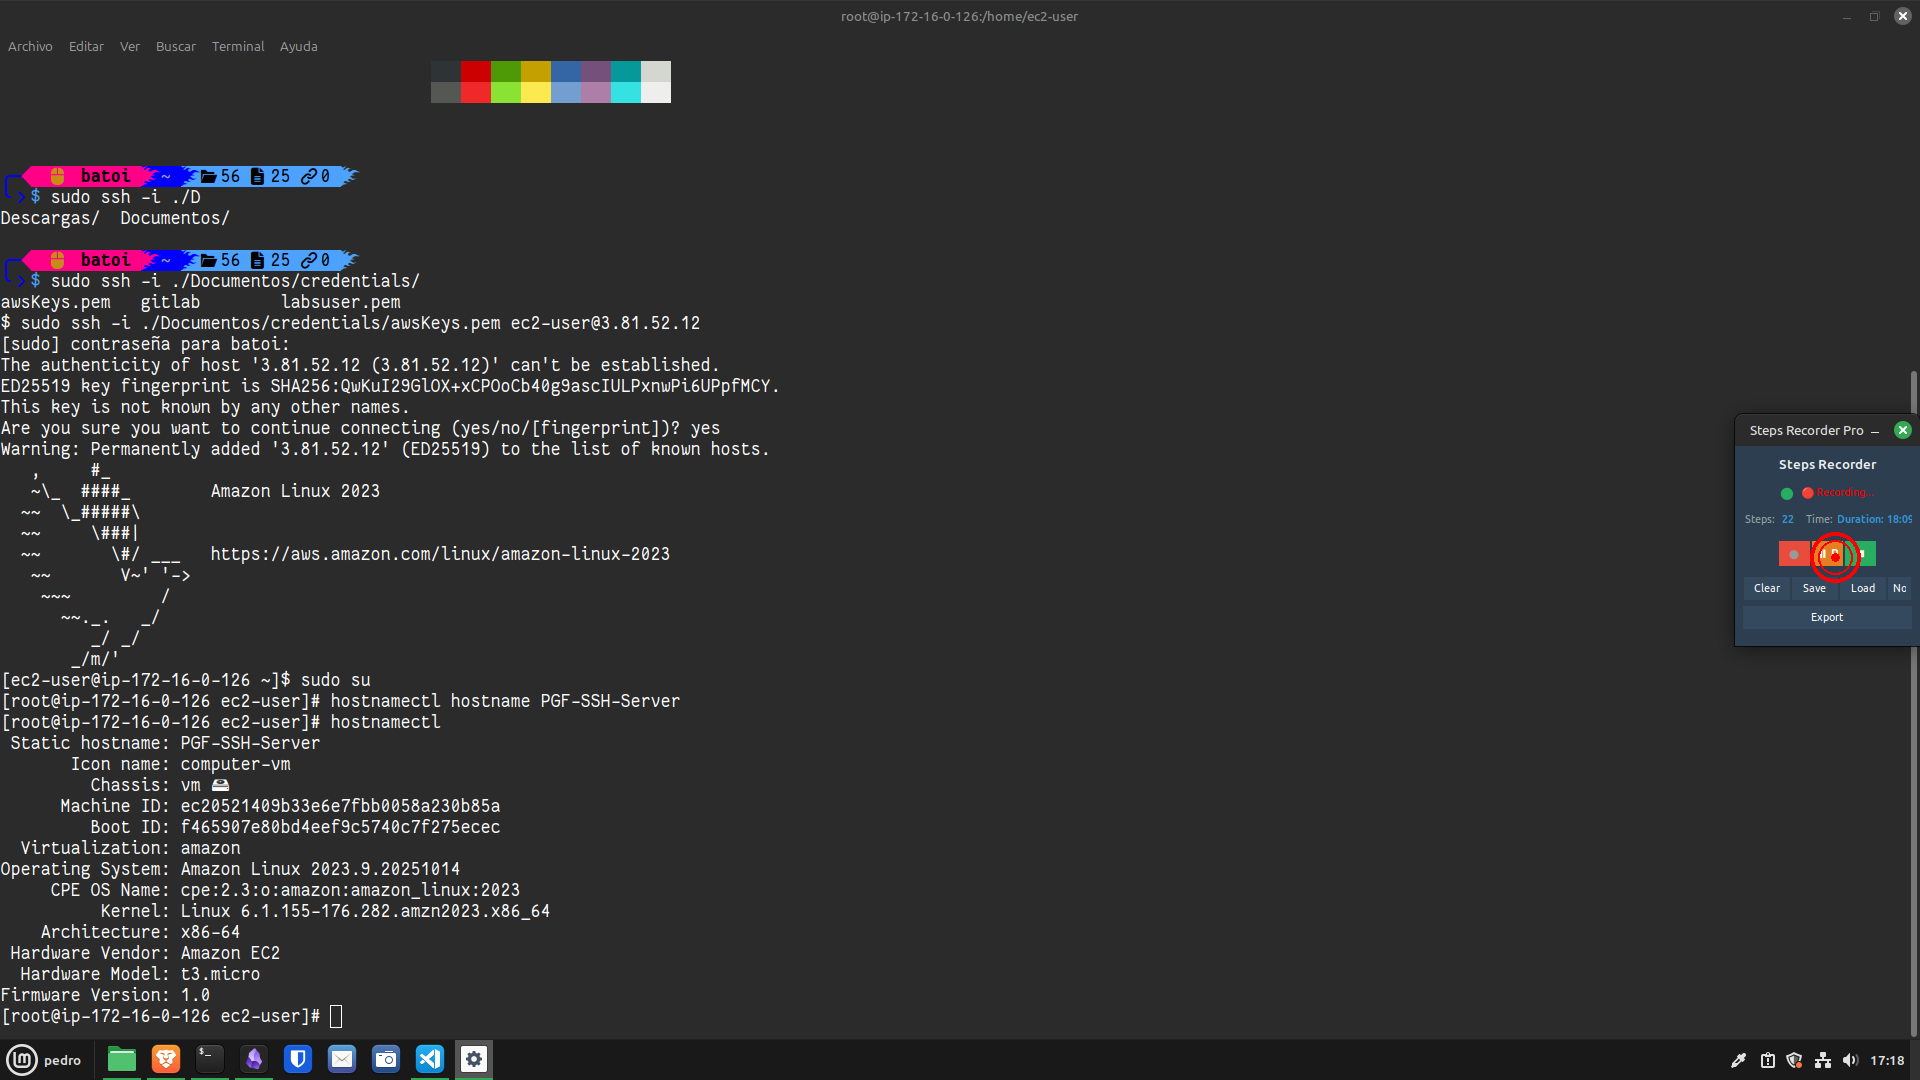 root@ip-172-16-0-126:/home/ec2-user
Archivo Editar Ver Buscar Terminal Ayuda
batoi ~ 56 25 0
$ sudo ssh -i ./D
Descargas/  Documentos/
batoi ~ 56 25 0
$ sudo ssh -i ./Documentos/credentials/
awsKeys.pem   gitlab        labsuser.pem
$ sudo ssh -i ./Documentos/credentials/awsKeys.pem ec2-user@3.81.52.12
[sudo] contraseña para batoi:
The authenticity of host '3.81.52.12 (3.81.52.12)' can't be established.
ED25519 key fingerprint is SHA256:QwKuI29GlOX+xCPOoCb40g9ascIULPxnwPi6UPpfMCY.
This key is not known by any other names.
Are you sure you want to continue connecting (yes/no/[fingerprint])? yes
Warning: Permanently added '3.81.52.12' (ED25519) to the list of known hosts.
   ,     #_
   ~\_  ####_        Amazon Linux 2023
  ~~  \_#####\
  ~~     \###|
  ~~       \#/ ___   https://aws.amazon.com/linux/amazon-linux-2023
   ~~       V~' '->
    ~~~         /
      ~~._.   _/
         _/ _/
       _/m/'
[ec2-user@ip-172-16-0-126 ~]$ sudo su
[root@ip-172-16-0-126 ec2-user]# hostnamectl hostname PGF-SSH-Server
[root@ip-172-16-0-126 ec2-user]# hostnamectl
 Static hostname: PGF-SSH-Server
       Icon name: computer-vm
         Chassis: vm 🖴
      Machine ID: ec20521409b33e6e7fbb0058a230b85a
         Boot ID: f465907e80bd4eef9c5740c7f275ecec
  Virtualization: amazon
Operating System: Amazon Linux 2023.9.20251014
     CPE OS Name: cpe:2.3:o:amazon:amazon_linux:2023
          Kernel: Linux 6.1.155-176.282.amzn2023.x86_64
    Architecture: x86-64
 Hardware Vendor: Amazon EC2
  Hardware Model: t3.micro
Firmware Version: 1.0
[root@ip-172-16-0-126 ec2-user]#
Steps Recorder Pro
Steps Recorder
Recording...
Steps: 22 Time: Duration: 18:09
Clear Save Load No
Export
pedro
17:18